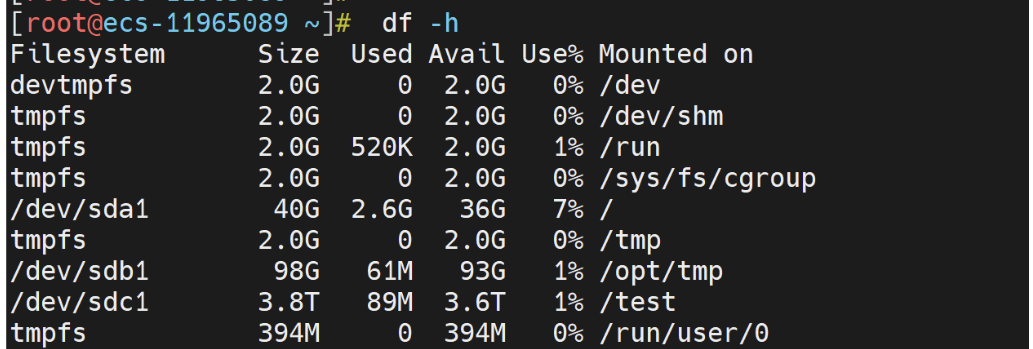 [root@ecs-11965089 ~]#  df -h
Filesystem      Size  Used Avail Use% Mounted on
devtmpfs        2.0G     0  2.0G   0% /dev
tmpfs           2.0G     0  2.0G   0% /dev/shm
tmpfs           2.0G  520K  2.0G   1% /run
tmpfs           2.0G     0  2.0G   0% /sys/fs/cgroup
/dev/sda1        40G  2.6G   36G   7% /
tmpfs           2.0G     0  2.0G   0% /tmp
/dev/sdb1        98G   61M   93G   1% /opt/tmp
/dev/sdc1       3.8T   89M  3.6T   1% /test
tmpfs           394M     0  394M   0% /run/user/0